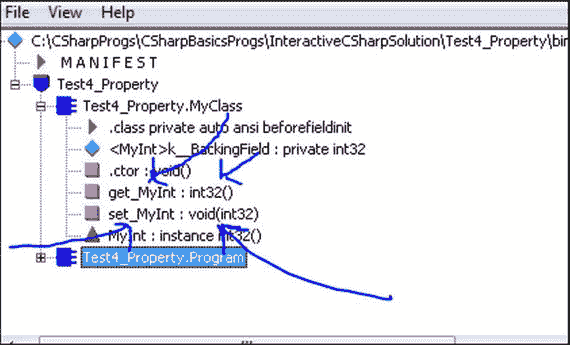 File View Help
C:\CSharpProgs\CSharpBasicsProgs\InteractiveCSharpSolution\Test4_Property\bin
MANIFEST
Test4_Property
Test4_Property.MyClass
.class private auto ansi beforefieldinit
<MyInt>k__BackingField : private int32
.ctor : void()
get_MyInt : int32()
set_MyInt : void(int32)
MyInt : instance int32()
Test4_Property.Program